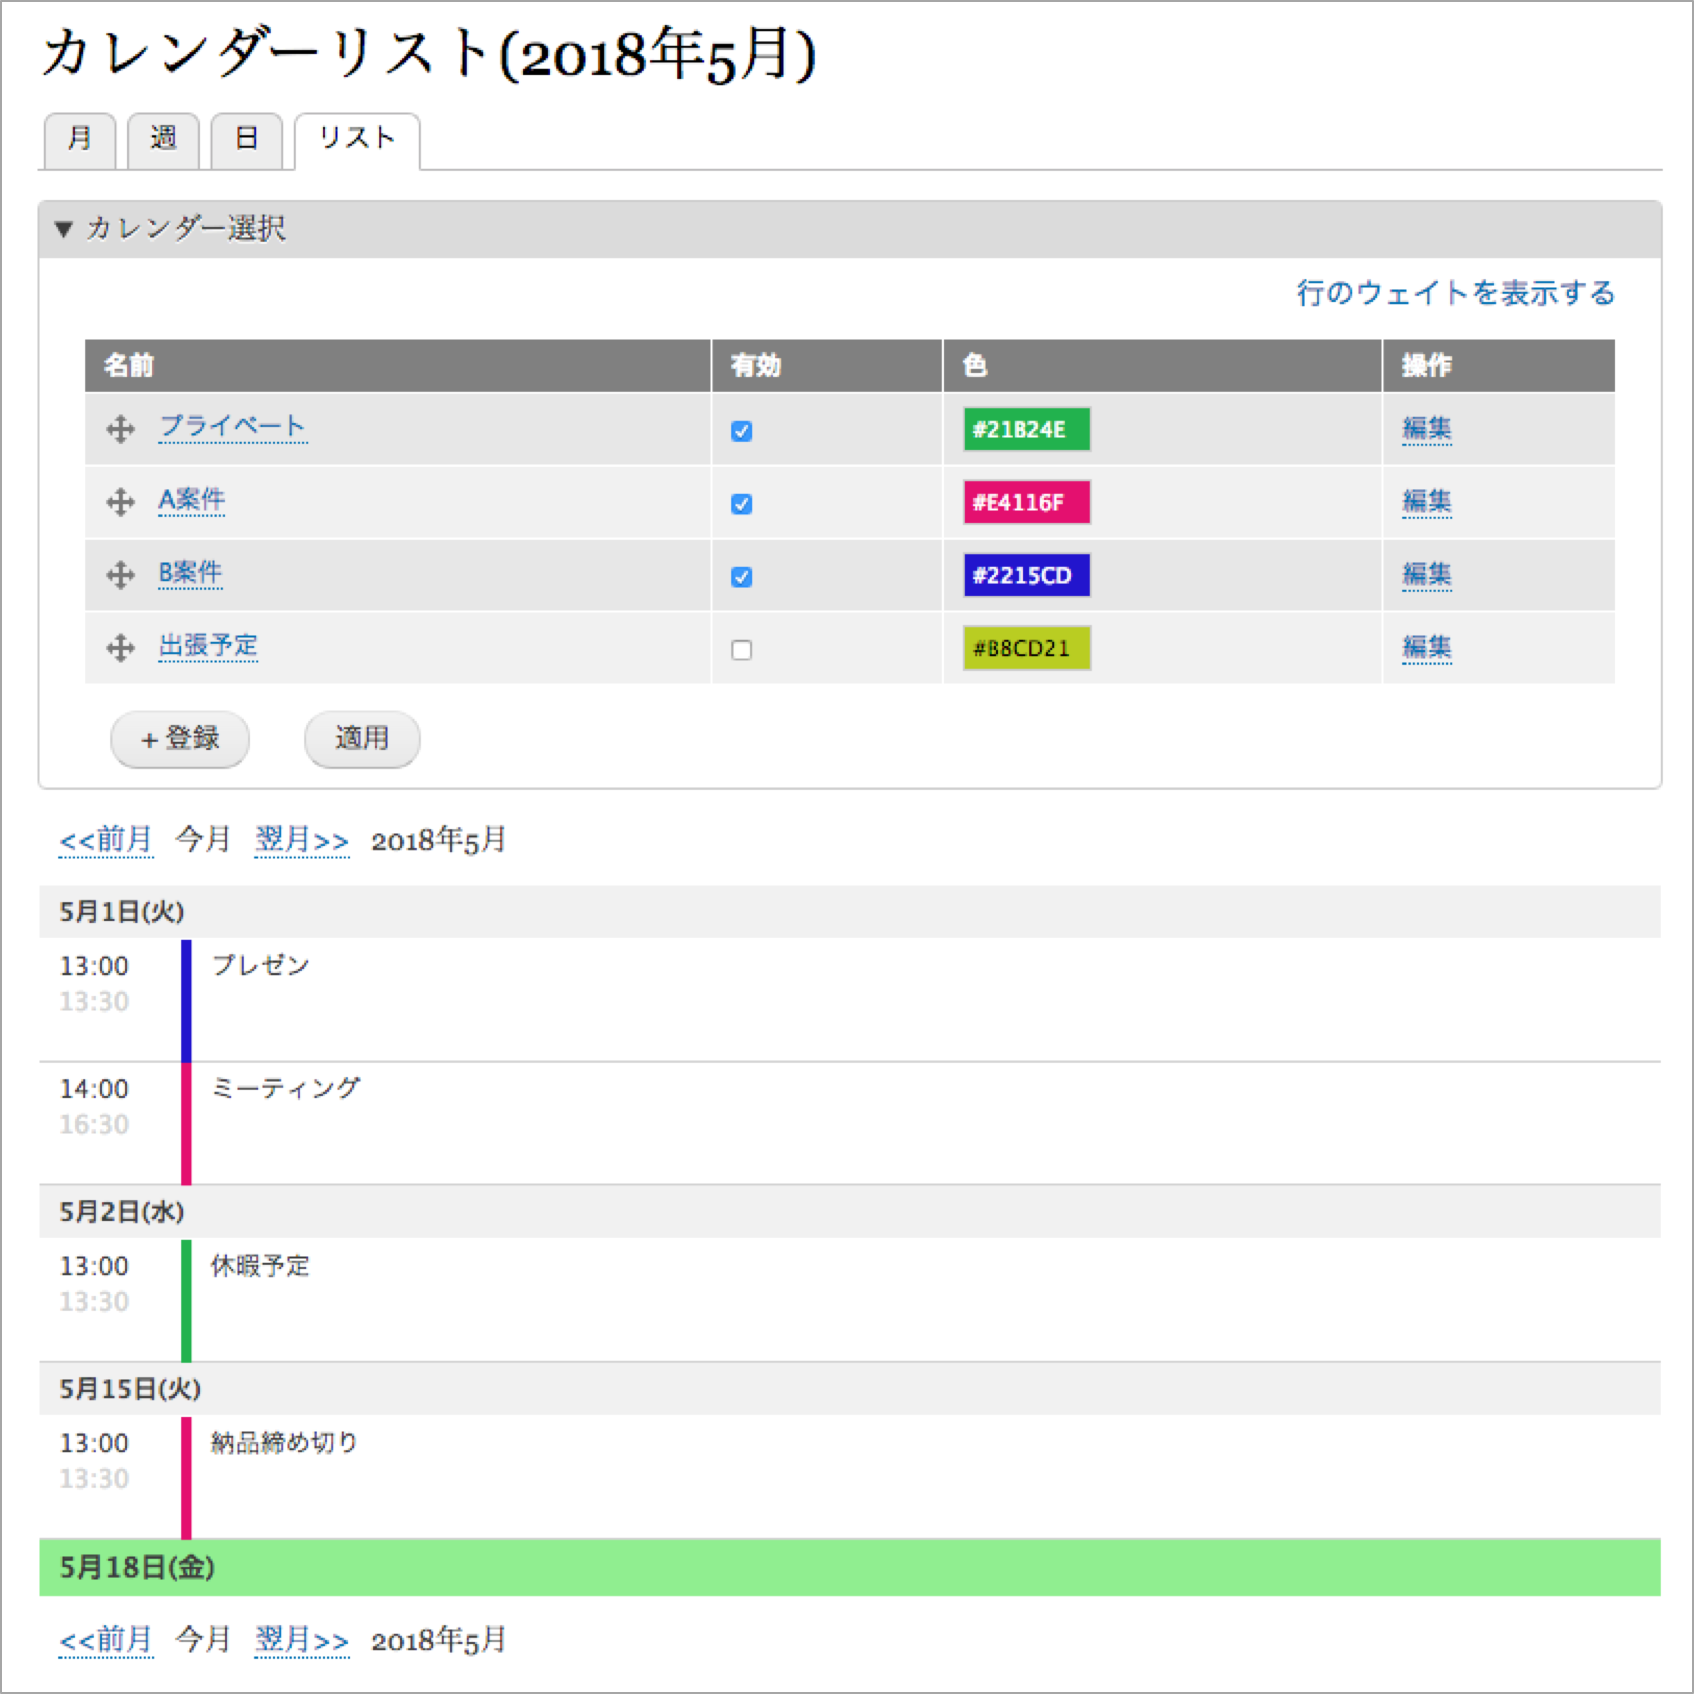 カレンダーリスト(2018年5月)
月 週 日 リスト
▼ カレンダー選択
行のウェイトを表示する
名前 有効 色 操作
プライベート #21B24E 編集
A案件 #E4116F 編集
B案件 #2215CD 編集
出張予定 #B8CD21 編集
+ 登録 適用
<<前月 今月 翌月>> 2018年5月
5月1日(火)
13:00 プレゼン
13:30
14:00 ミーティング
16:30
5月2日(水)
13:00 休暇予定
13:30
5月15日(火)
13:00 納品締め切り
13:30
5月18日(金)
<<前月 今月 翌月>> 2018年5月